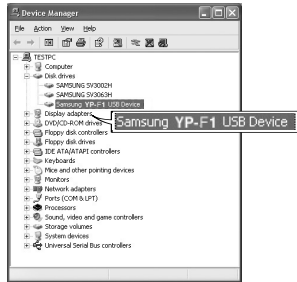 Device Manager
File Action View Help
TESTPC
Computer
Disk drives
SAMSUNG SV3002H
SAMSUNG SV3063H
Samsung YP-F1 USB Device
Display adapters
Samsung YP-F1 USB Device
DVD/CD-ROM drives
Floppy disk controllers
Floppy disk drives
IDE ATA/ATAPI controllers
Keyboards
Mice and other pointing devices
Monitors
Network adapters
Ports (COM & LPT)
Processors
Sound, video and game controllers
Storage volumes
System devices
Universal Serial Bus controllers